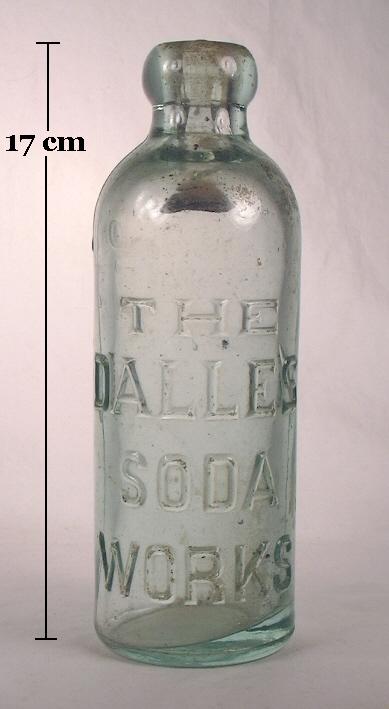 17 cm
THE
DALLES
SODA
WORKS